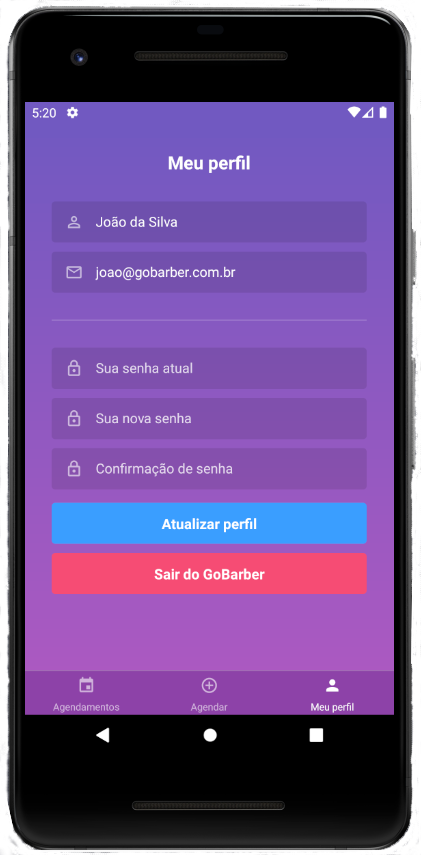 5:20
Meu perfil
João da Silva
joao@gobarber.com.br
Sua senha atual
Sua nova senha
Confirmação de senha
Atualizar perfil
Sair do GoBarber
Agendamentos
Agendar
Meu perfil